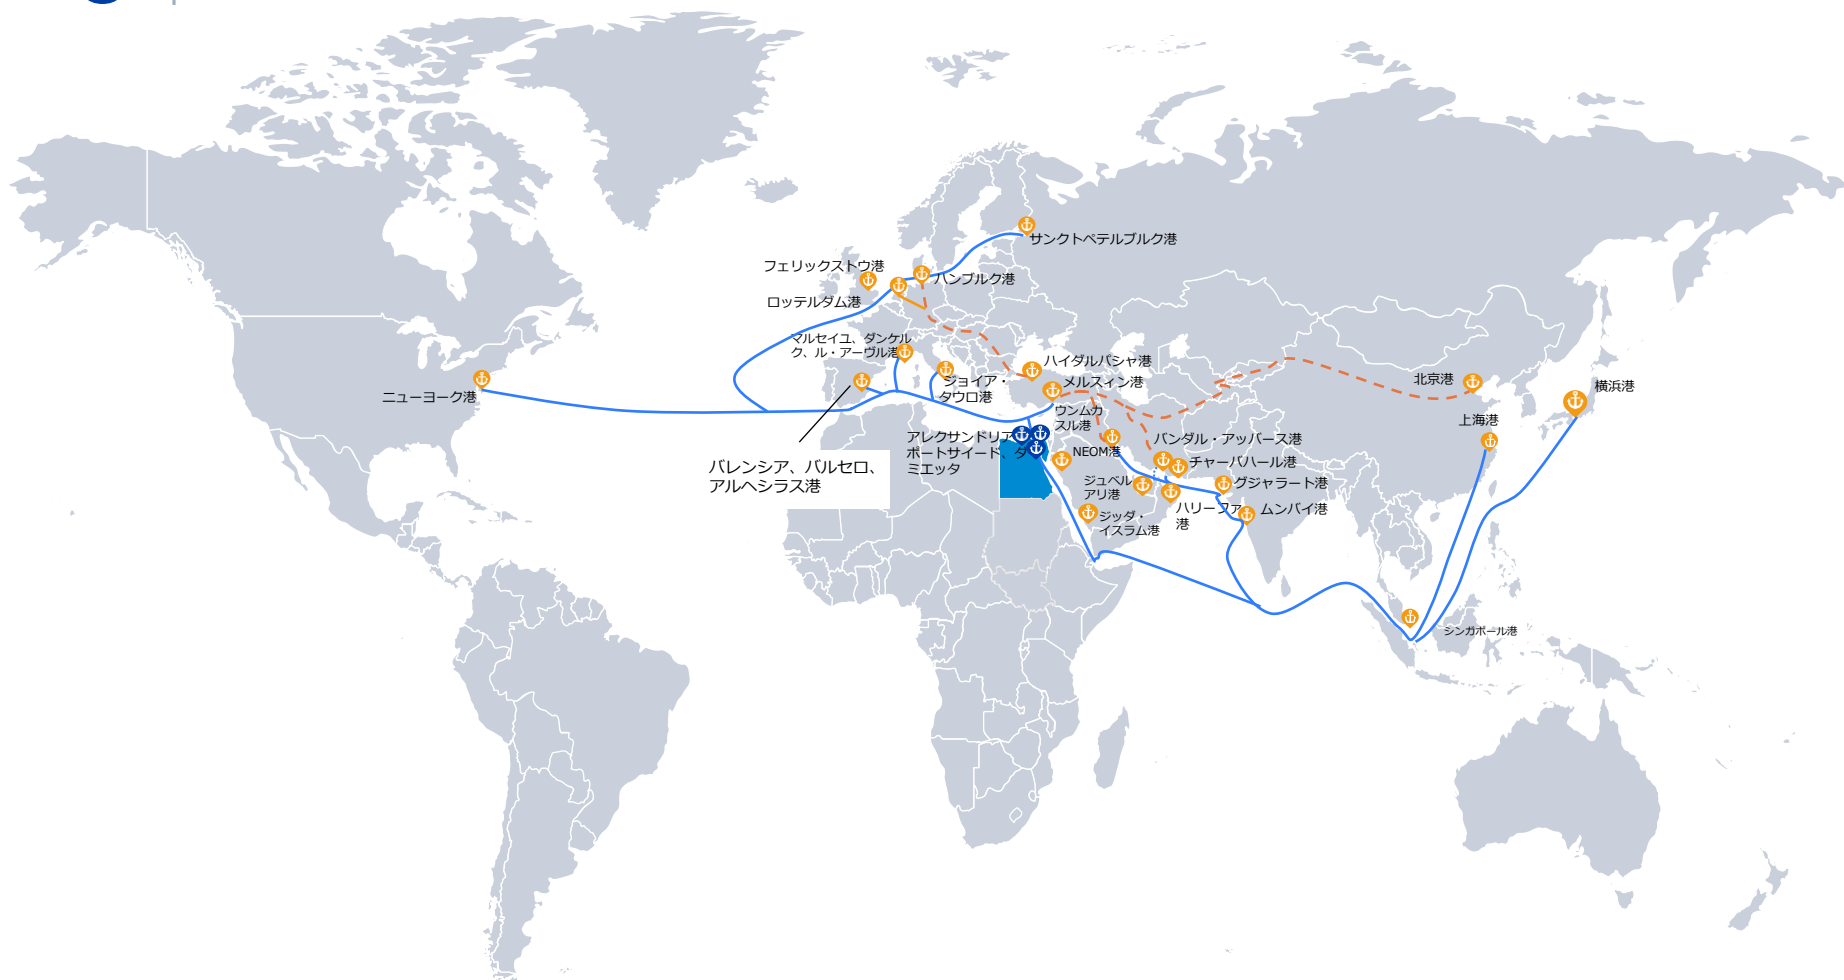 サンクトペテルブルク港
フェリックストウ港
ハンブルク港
ロッテルダム港
マルセイユ、ダンケル
ク、ル・アーヴル港
ハイダルパシャ港
ジョイア・
タウロ港
メルスィン港
北京港
横浜港
ニューヨーク港
ウンムカ
スル港
上海港
アレクサンドリア
ポートサイード、ダ
ミエッタ
NEOM港
バンダル・アッバース港
チャーバハール港
バレンシア、バルセロ、
アルヘシラス港
ジュベル
アリ港
グジャラート港
ハリーファ
港
ムンバイ港
ジッダ・
イスラム港
シンガポール港